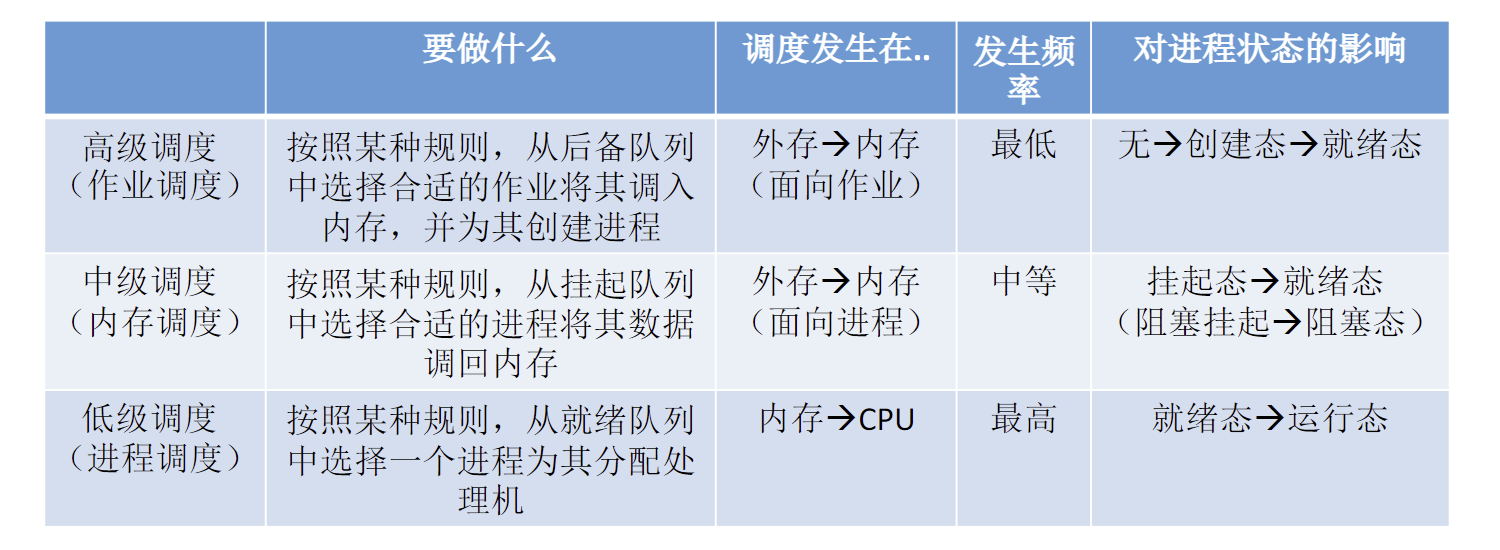 要做什么
调度发生在..
发生频
率
对进程状态的影响
高级调度
（作业调度）
按照某种规则，从后备队列
中选择合适的作业将其调入
内存，并为其创建进程
外存→内存
（面向作业）
最低
无→创建态→就绪态
中级调度
（内存调度）
按照某种规则，从挂起队列
中选择合适的进程将其数据
调回内存
外存→内存
（面向进程）
中等
挂起态→就绪态
（阻塞挂起→阻塞态）
低级调度
（进程调度）
按照某种规则，从就绪队列
中选择一个进程为其分配处
理机
内存→CPU
最高
就绪态→运行态